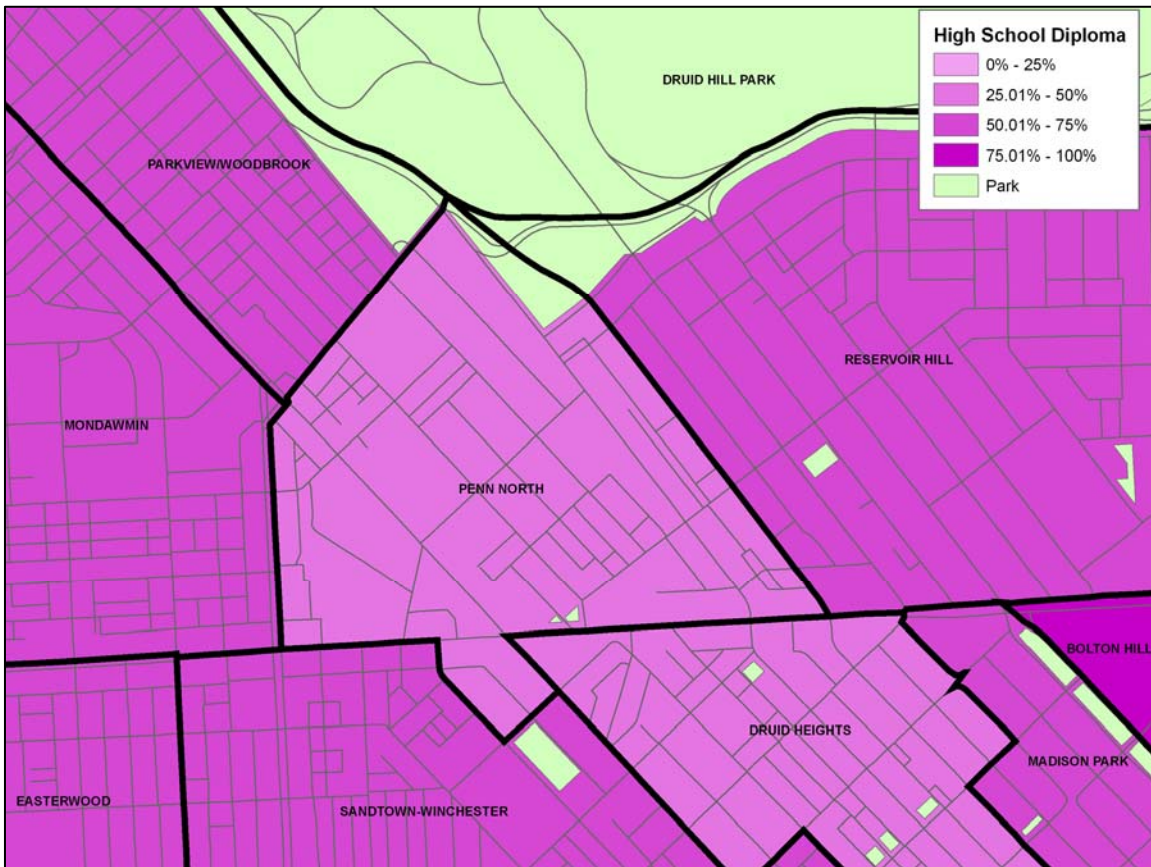 High School Diploma
0% - 25%
25.01% - 50%
50.01% - 75%
75.01% - 100%
Park
DRUID HILL PARK
PARKVIEW/WOODBROOK
RESERVOIR HILL
MONDAWMIN
PENN NORTH
BOLTON HILL
DRUID HEIGHTS
MADISON PARK
EASTERWOOD
SANDTOWN-WINCHESTER